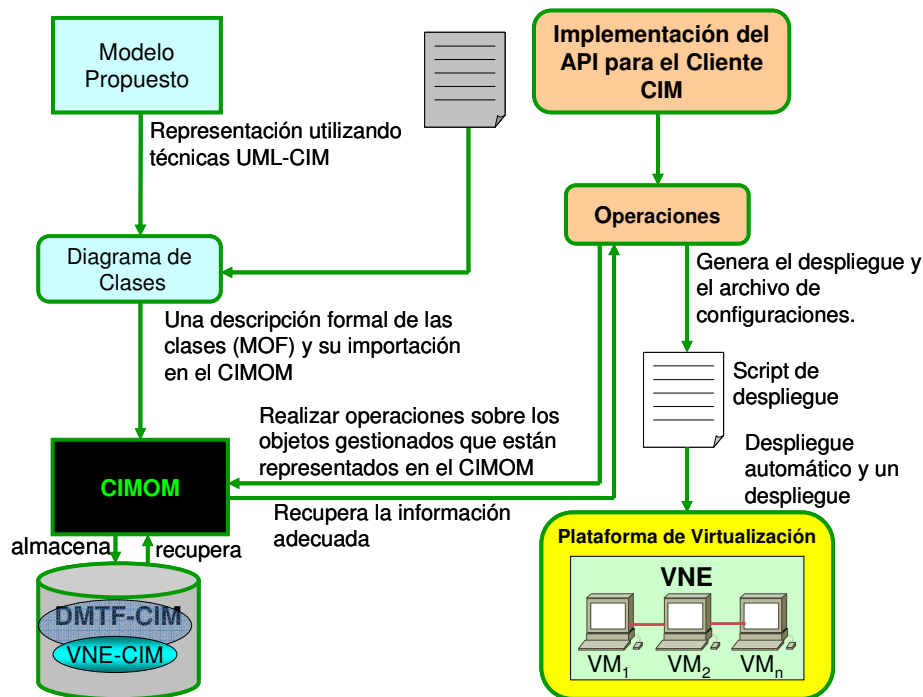 Modelo
Propuesto
Implementación del
API para el Cliente
CIM
Representación utilizando
técnicas UML-CIM
Operaciones
Diagrama de
Clases
Genera el despliegue y
el archivo de
configuraciones.
Una descripción formal de las
clases (MOF) y su importación
en el CIMOM
Script de
despliegue
Realizar operaciones sobre los
objetos gestionados que están
representados en el CIMOM
Despliegue
automático y un
despliegue
CIMOM
Recupera la información
adecuada
almacena
recupera
Plataforma de Virtualización
VNE
DMTF-CIM
VNE-CIM
VM1 VM2 VMn